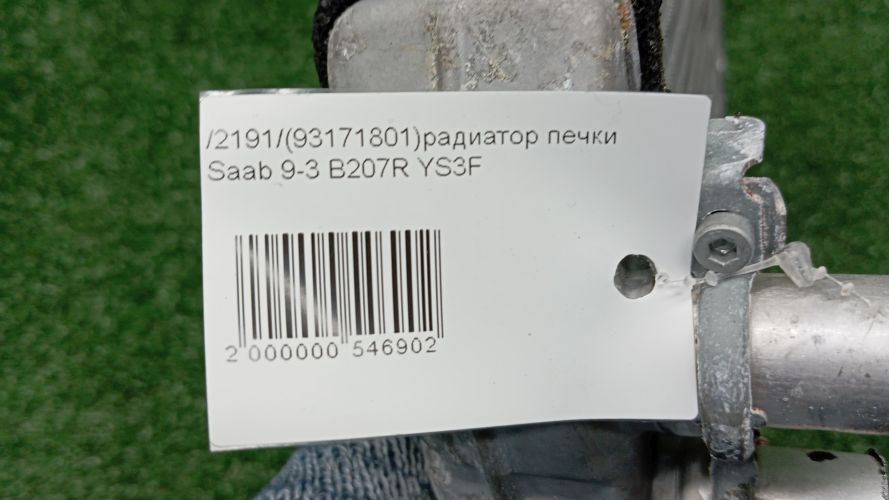 /2191/(93171801)радиатор печки
Saab 9-3 B207R YS3F
2 000000 546902